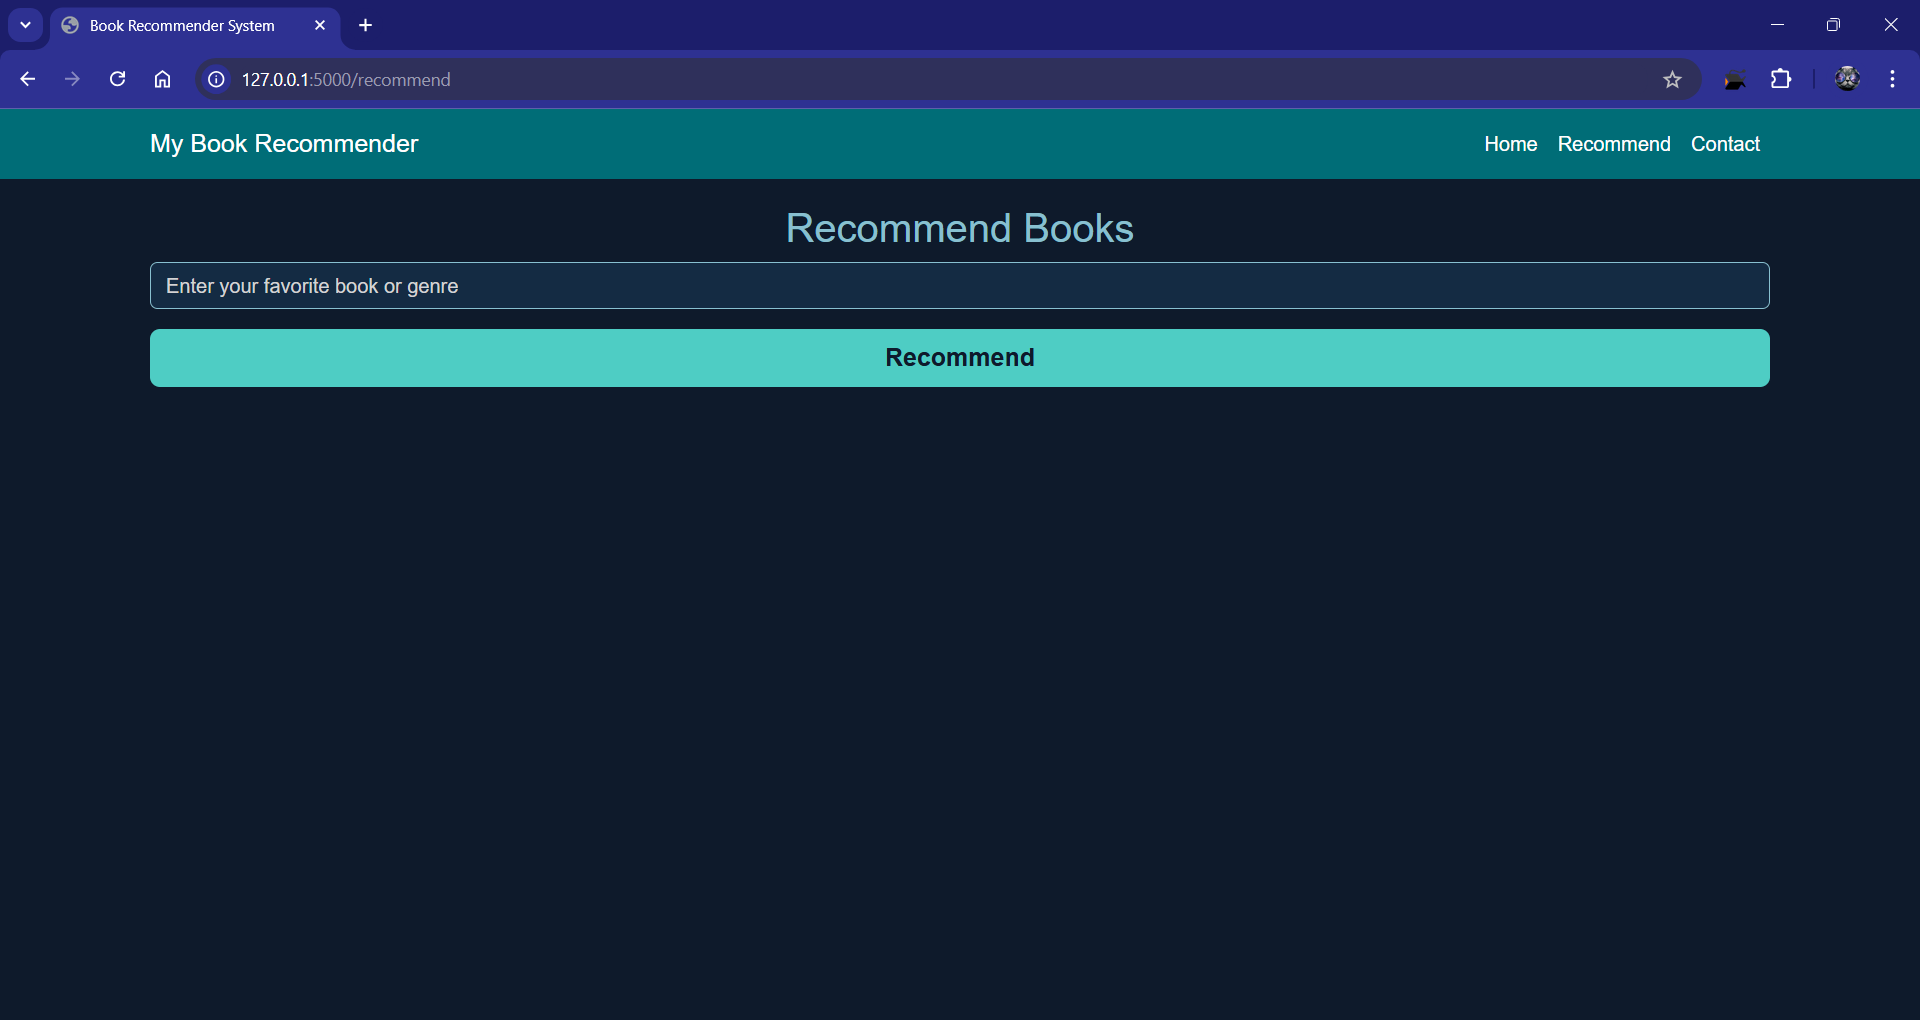 Book Recommender System
127.0.0.1:5000/recommend
My Book Recommender
Home Recommend Contact
Recommend Books
Enter your favorite book or genre
Recommend